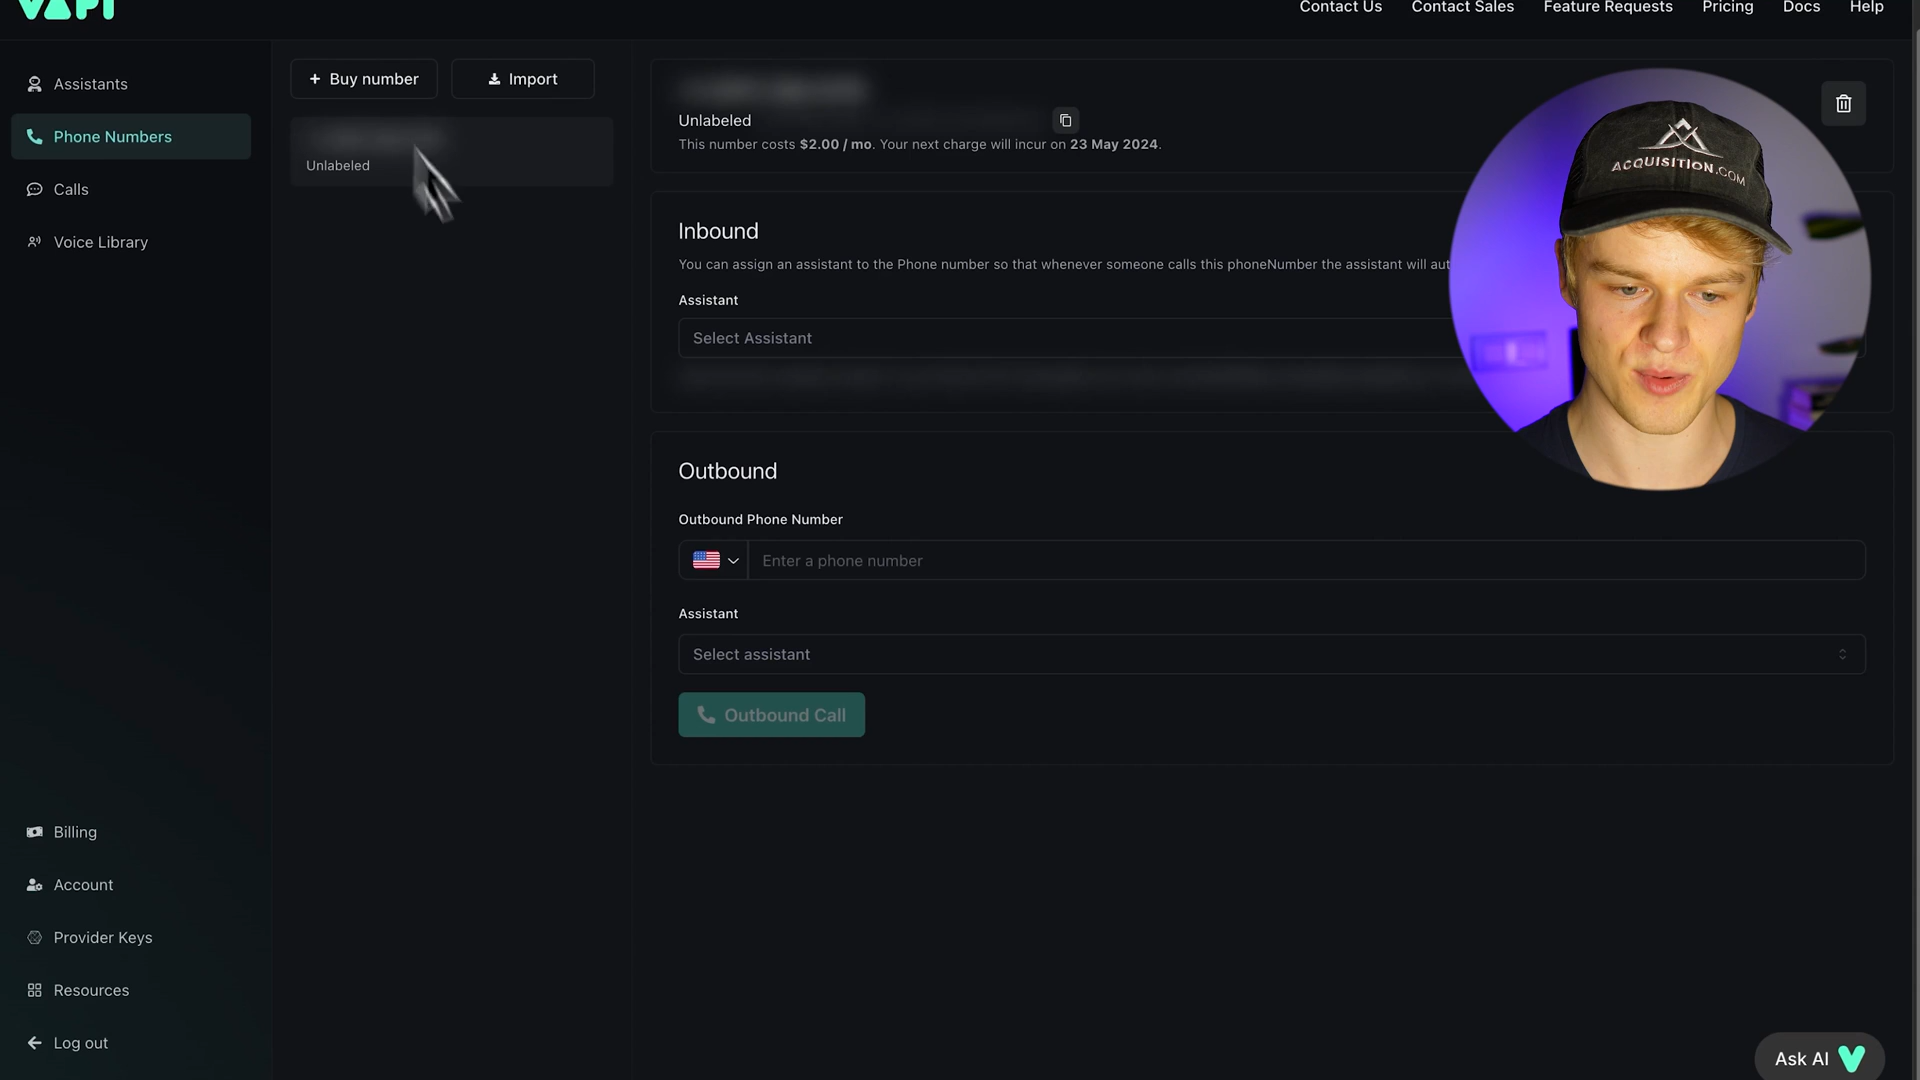 VAPI
Contact Us
Contact Sales
Feature Requests
Pricing
Docs
Help
Assistants
Phone Numbers
Calls
Voice Library
Billing
Account
Provider Keys
Resources
Log out
+ Buy number
Import
Unlabeled
Unlabeled
This number costs $2.00 / mo. Your next charge will incur on 23 May 2024.
Inbound
You can assign an assistant to the Phone number so that whenever someone calls this phoneNumber the assistant will aut
Assistant
Select Assistant
Outbound
Outbound Phone Number
Enter a phone number
Assistant
Select assistant
Outbound Call
ACQUISITION.COM
Ask AI